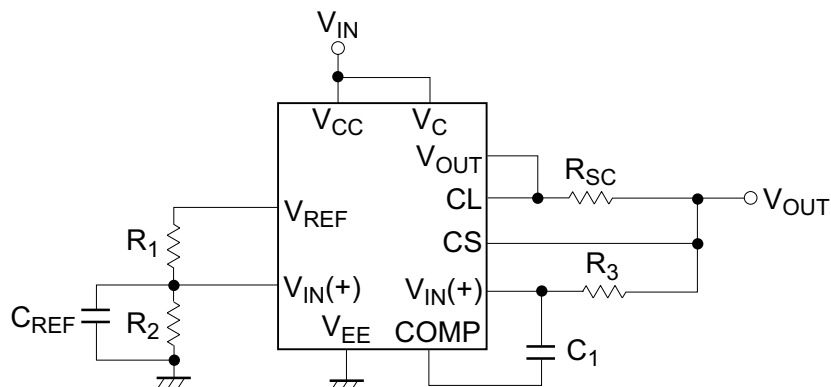 V_IN
V_CC V_C
V_OUT
R_SC
CL
V_OUT
V_REF
R_1
CS
R_3
V_IN(+)
V_IN(+)
C_REF
R_2
V_EE
COMP
C_1